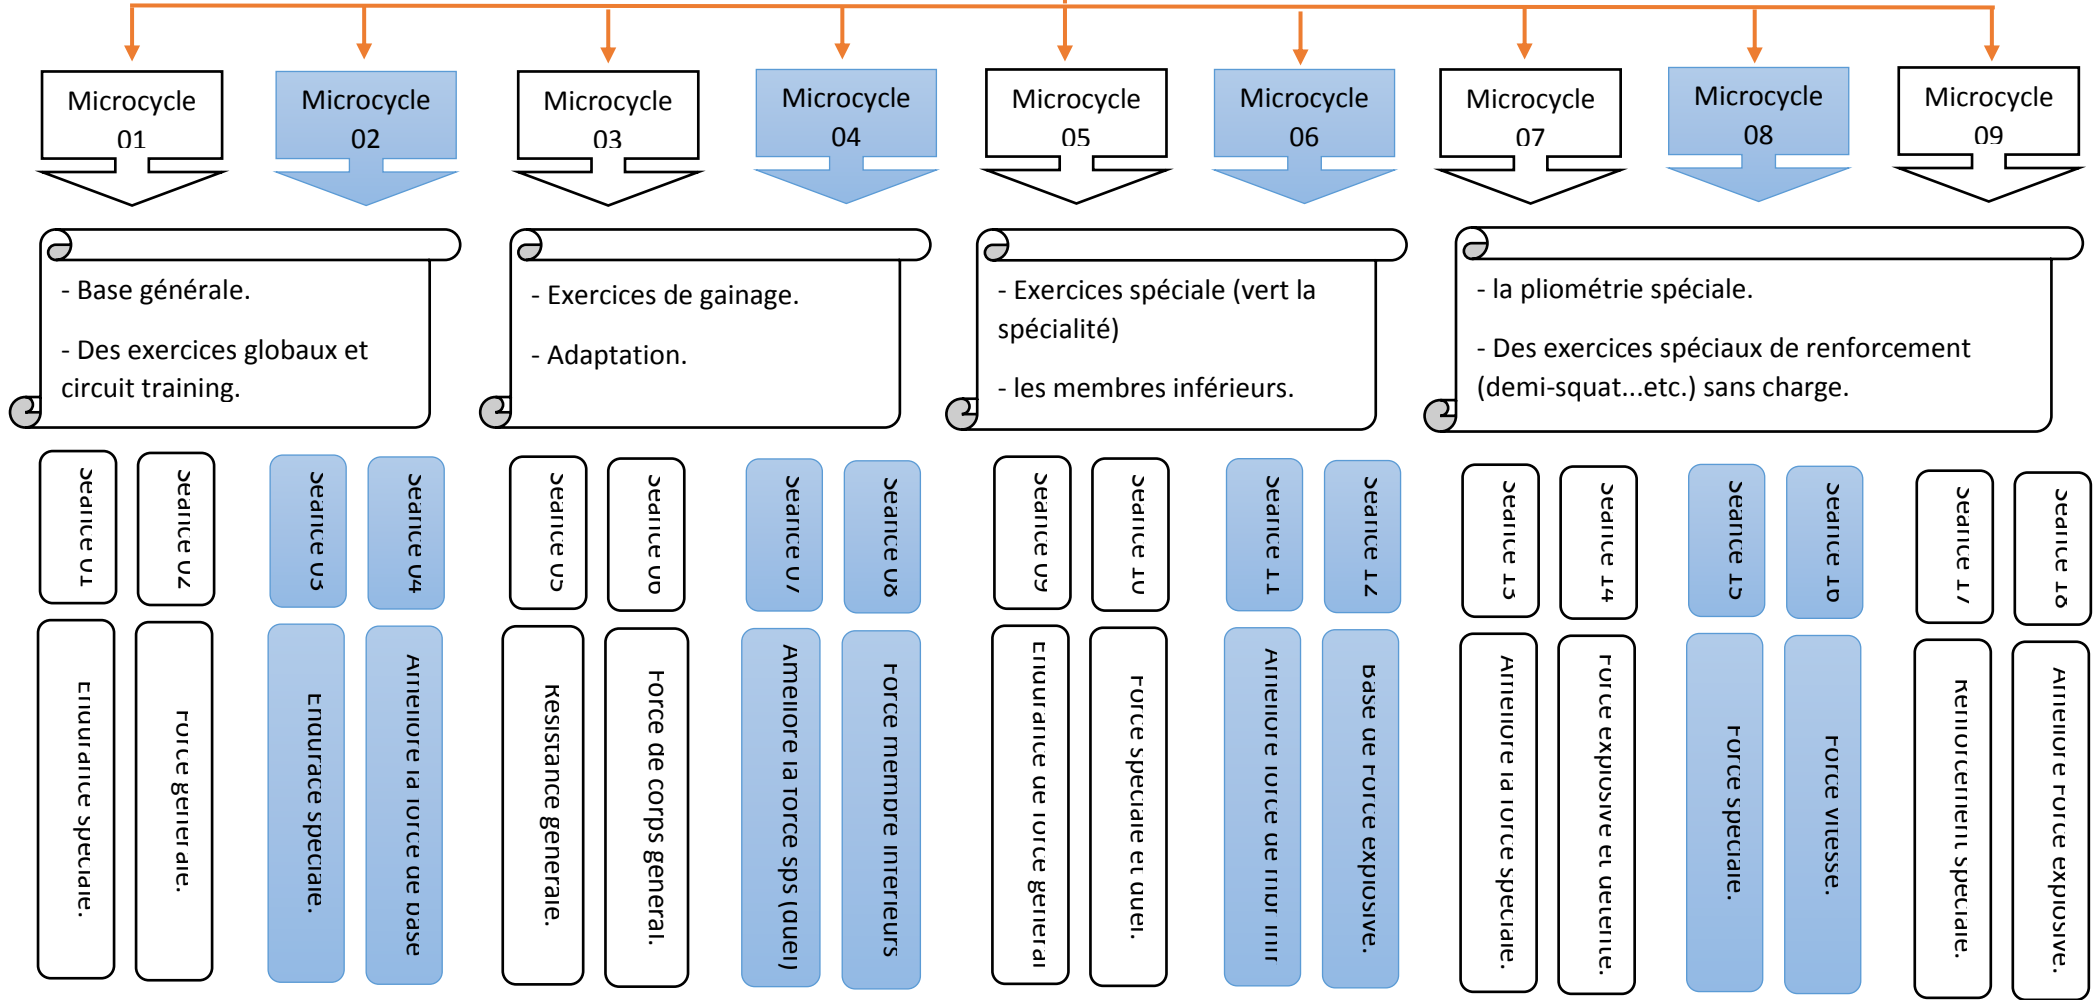 Microcycle
01
Microcycle
02
Microcycle
03
Microcycle
04
Microcycle
05
Microcycle
06
Microcycle
07
Microcycle
08
Microcycle
09
- Base générale.
- Des exercices globaux et
circuit training.
- Exercices de gainage.
- Adaptation.
- Exercices spéciale (vert la
spécialité)
- les membres inférieurs.
- la pliométrie spéciale.
- Des exercices spéciaux de renforcement
(demi-squat...etc.) sans charge.
Séance 01
Séance 02
Séance 03
Séance 04
Séance 05
Séance 06
Séance 07
Séance 08
Séance 09
Séance 10
Séance 11
Séance 12
Séance 13
Séance 14
Séance 15
Séance 16
Séance 17
Séance 18
Endurance spéciale.
Force générale.
Endurace spéciale.
Améliore la force de base
Résistance générale.
Force de corps général.
Améliore la force sps (duel)
Force membre inférieurs
Endurance de force général
Force spéciale et duel.
Améliore force de
Base de Force explosive.
Améliore la force spéciale.
Force explosive et détente.
Force spéciale.
Force vitesse.
Renforcement spéciale.
Améliore Force explosive.